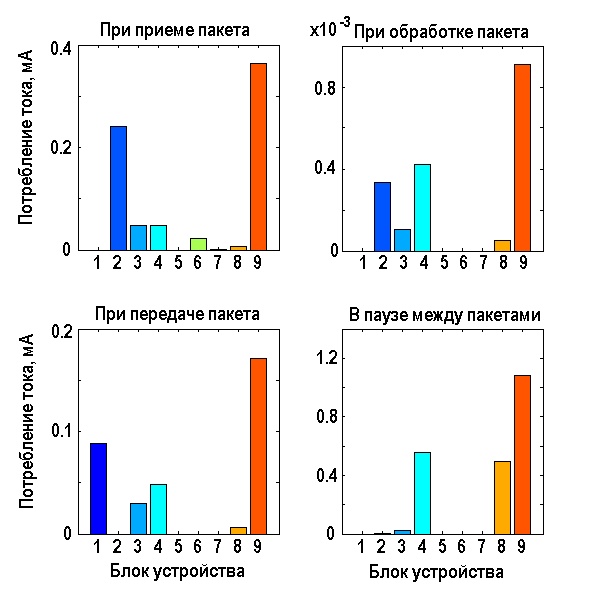 При приеме пакета
Потребление тока, мА
0.4
0.2
0
1 2 3 4 5 6 7 8 9
x10-3
При обработке пакета
0.8
0.4
0
1 2 3 4 5 6 7 8 9
При передаче пакета
Потребление тока, мА
0.2
0.1
0
1 2 3 4 5 6 7 8 9
Блок устройства
В паузе между пакетами
1.2
0.8
0.4
0
1 2 3 4 5 6 7 8 9
Блок устройства